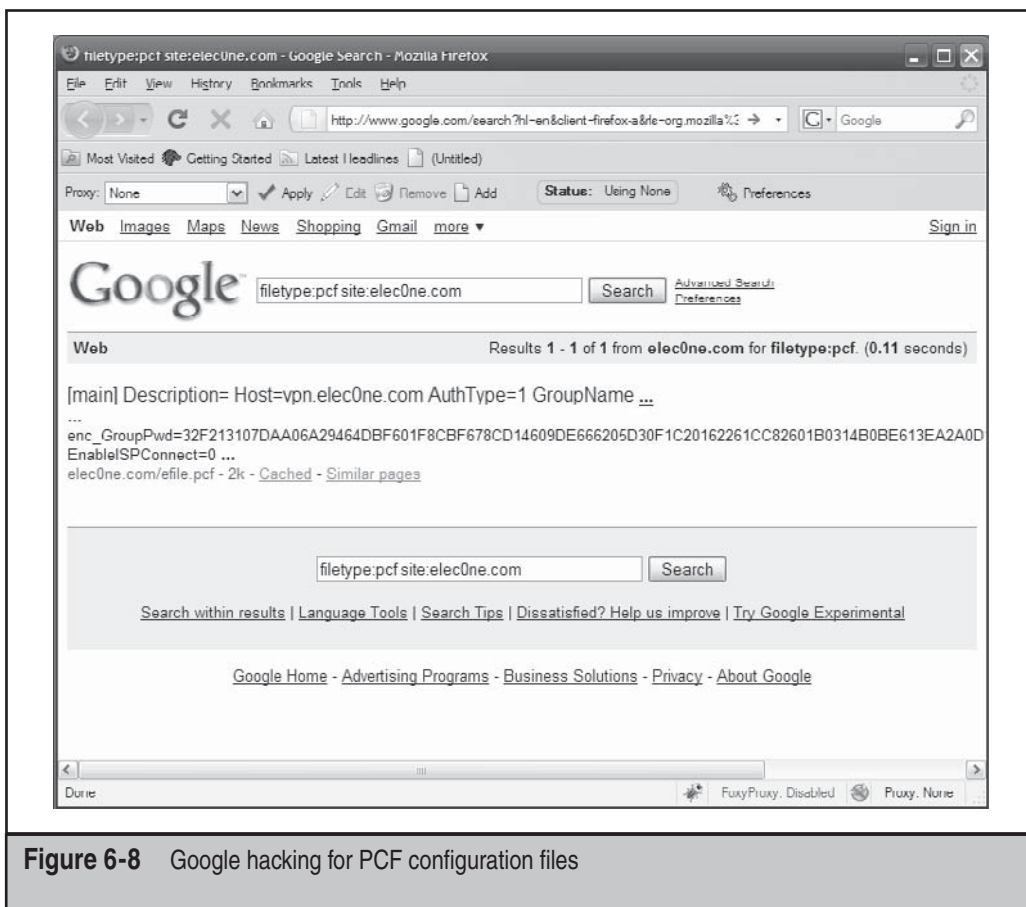 filetype:pcf site:elec0ne.com - Google Search - Mozilla Firefox
File Edit View History Bookmarks Tools Help
http://www.google.com/search?hl=en&client=firefox-a&rls=org.mozilla%3 Google
Most Visited Getting Started Latest Headlines (Untitled)
Proxy: None Apply Edit Remove Add Status: Using None Preferences
Web Images Maps News Shopping Gmail more ▼ Sign in
Google™ filetype:pcf site:elec0ne.com Search Advanced Search
Preferences
Web Results 1 - 1 of 1 from elec0ne.com for filetype:pcf. (0.11 seconds)
[main] Description= Host=vpn.elec0ne.com AuthType=1 GroupName ...
...
enc_GroupPwd=32F213107DAA06A29464DBF601F8CBF678CD14609DE666205D30F1C20162261CC82601B0314B0BE613EA2A0D
EnableISPConnect=0 ...
elec0ne.com/efile.pcf - 2k - Cached - Similar pages
filetype:pcf site:elec0ne.com Search
Search within results | Language Tools | Search Tips | Dissatisfied? Help us improve | Try Google Experimental
Google Home - Advertising Programs - Business Solutions - Privacy - About Google
Done FoxyProxy: Disabled Proxy: None
Figure 6-8 Google hacking for PCF configuration files